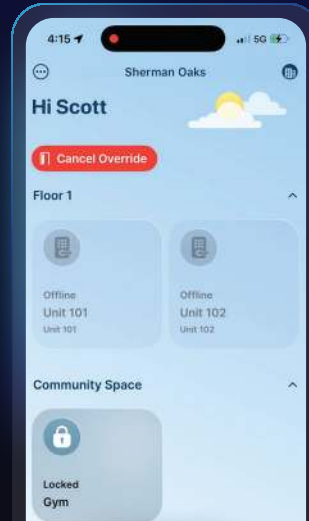 4:15
5G
Sherman Oaks
Hi Scott
Cancel Override
Floor 1
Offline
Unit 101
Unit 101
Offline
Unit 102
Unit 102
Community Space
Locked
Gym